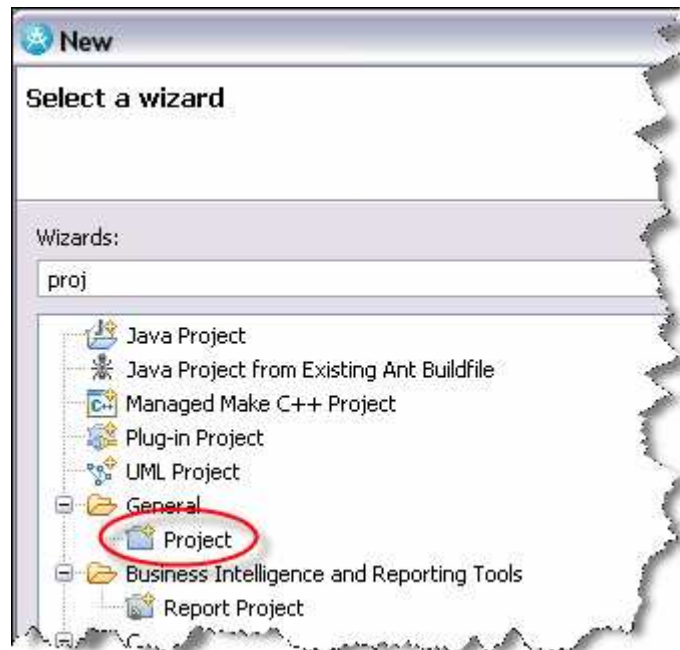 New
Select a wizard
Wizards:
proj
Java Project
Java Project from Existing Ant Buildfile
Managed Make C++ Project
Plug-in Project
UML Project
General
Project
Business Intelligence and Reporting Tools
Report Project